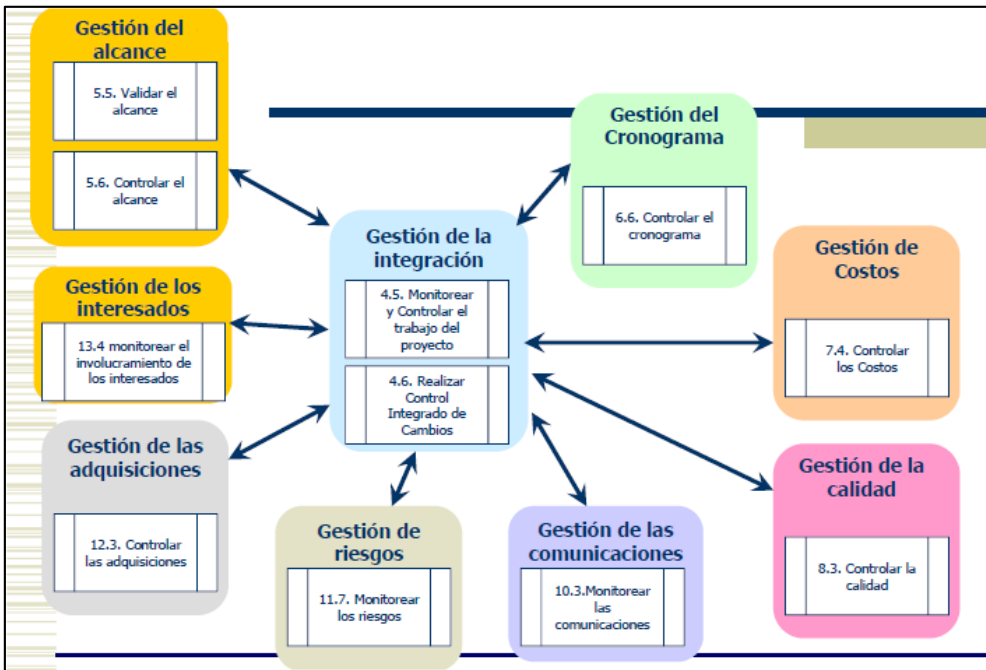 Gestión del
alcance
5.5. Validar el
alcance
5.6. Controlar el
alcance
Gestión del
Cronograma
6.6. Controlar el
cronograma
Gestión de la
integración
4.5. Monitorear
y Controlar el
trabajo del
proyecto
4.6. Realizar
Control
Integrado de
Cambios
Gestión de
Costos
7.4. Controlar
los Costos
Gestión de los
interesados
13.4 monitorear el
involucramiento de
los interesados
Gestión de las
adquisiciones
12.3. Controlar
las adquisiciones
Gestión de
riesgos
11.7. Monitorear
los riesgos
Gestión de las
comunicaciones
10.3.Monitorear
las
comunicaciones
Gestión de la
calidad
8.3. Controlar la
calidad